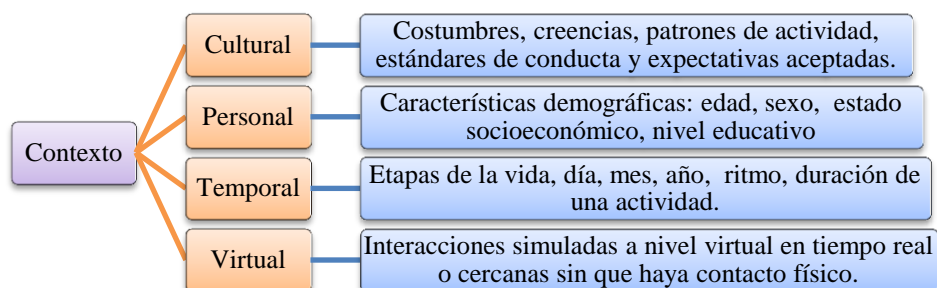 Contexto
Cultural
Costumbres, creencias, patrones de actividad,
estándares de conducta y expectativas aceptadas.
Personal
Características demográficas: edad, sexo, estado
socioeconómico, nivel educativo
Temporal
Etapas de la vida, día, mes, año, ritmo, duración de
una actividad.
Virtual
Interacciones simuladas a nivel virtual en tiempo real
o cercanas sin que haya contacto físico.